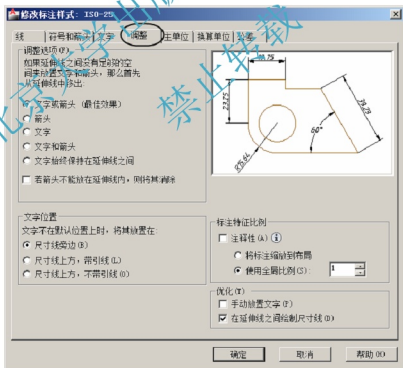 修改标注样式: ISO-25
线 符号和箭头 文字 调整 主单位 换算单位 公差
调整选项(F)
如果延伸线之间没有足够的空
间来放置文字和箭头，那么首先
从延伸线中移出
文字或箭头 (最佳效果)
箭头
文字
文字和箭头
文字始终保持在延伸线之间
若箭头不能放在延伸线内，则将其消除
23.75
39.29
60°
R15.64
文字位置
文字不在默认位置上时，将其放置在:
尺寸线旁边(B)
尺寸线上方，带引线(L)
尺寸线上方，不带引线(O)
标注特征比例
注释性(A)
将标注缩放到布局
使用全局比例(S): 1
优化(T)
手动放置文字(P)
在延伸线之间绘制尺寸线(D)
确定 取消 帮助(H)
禁止转载